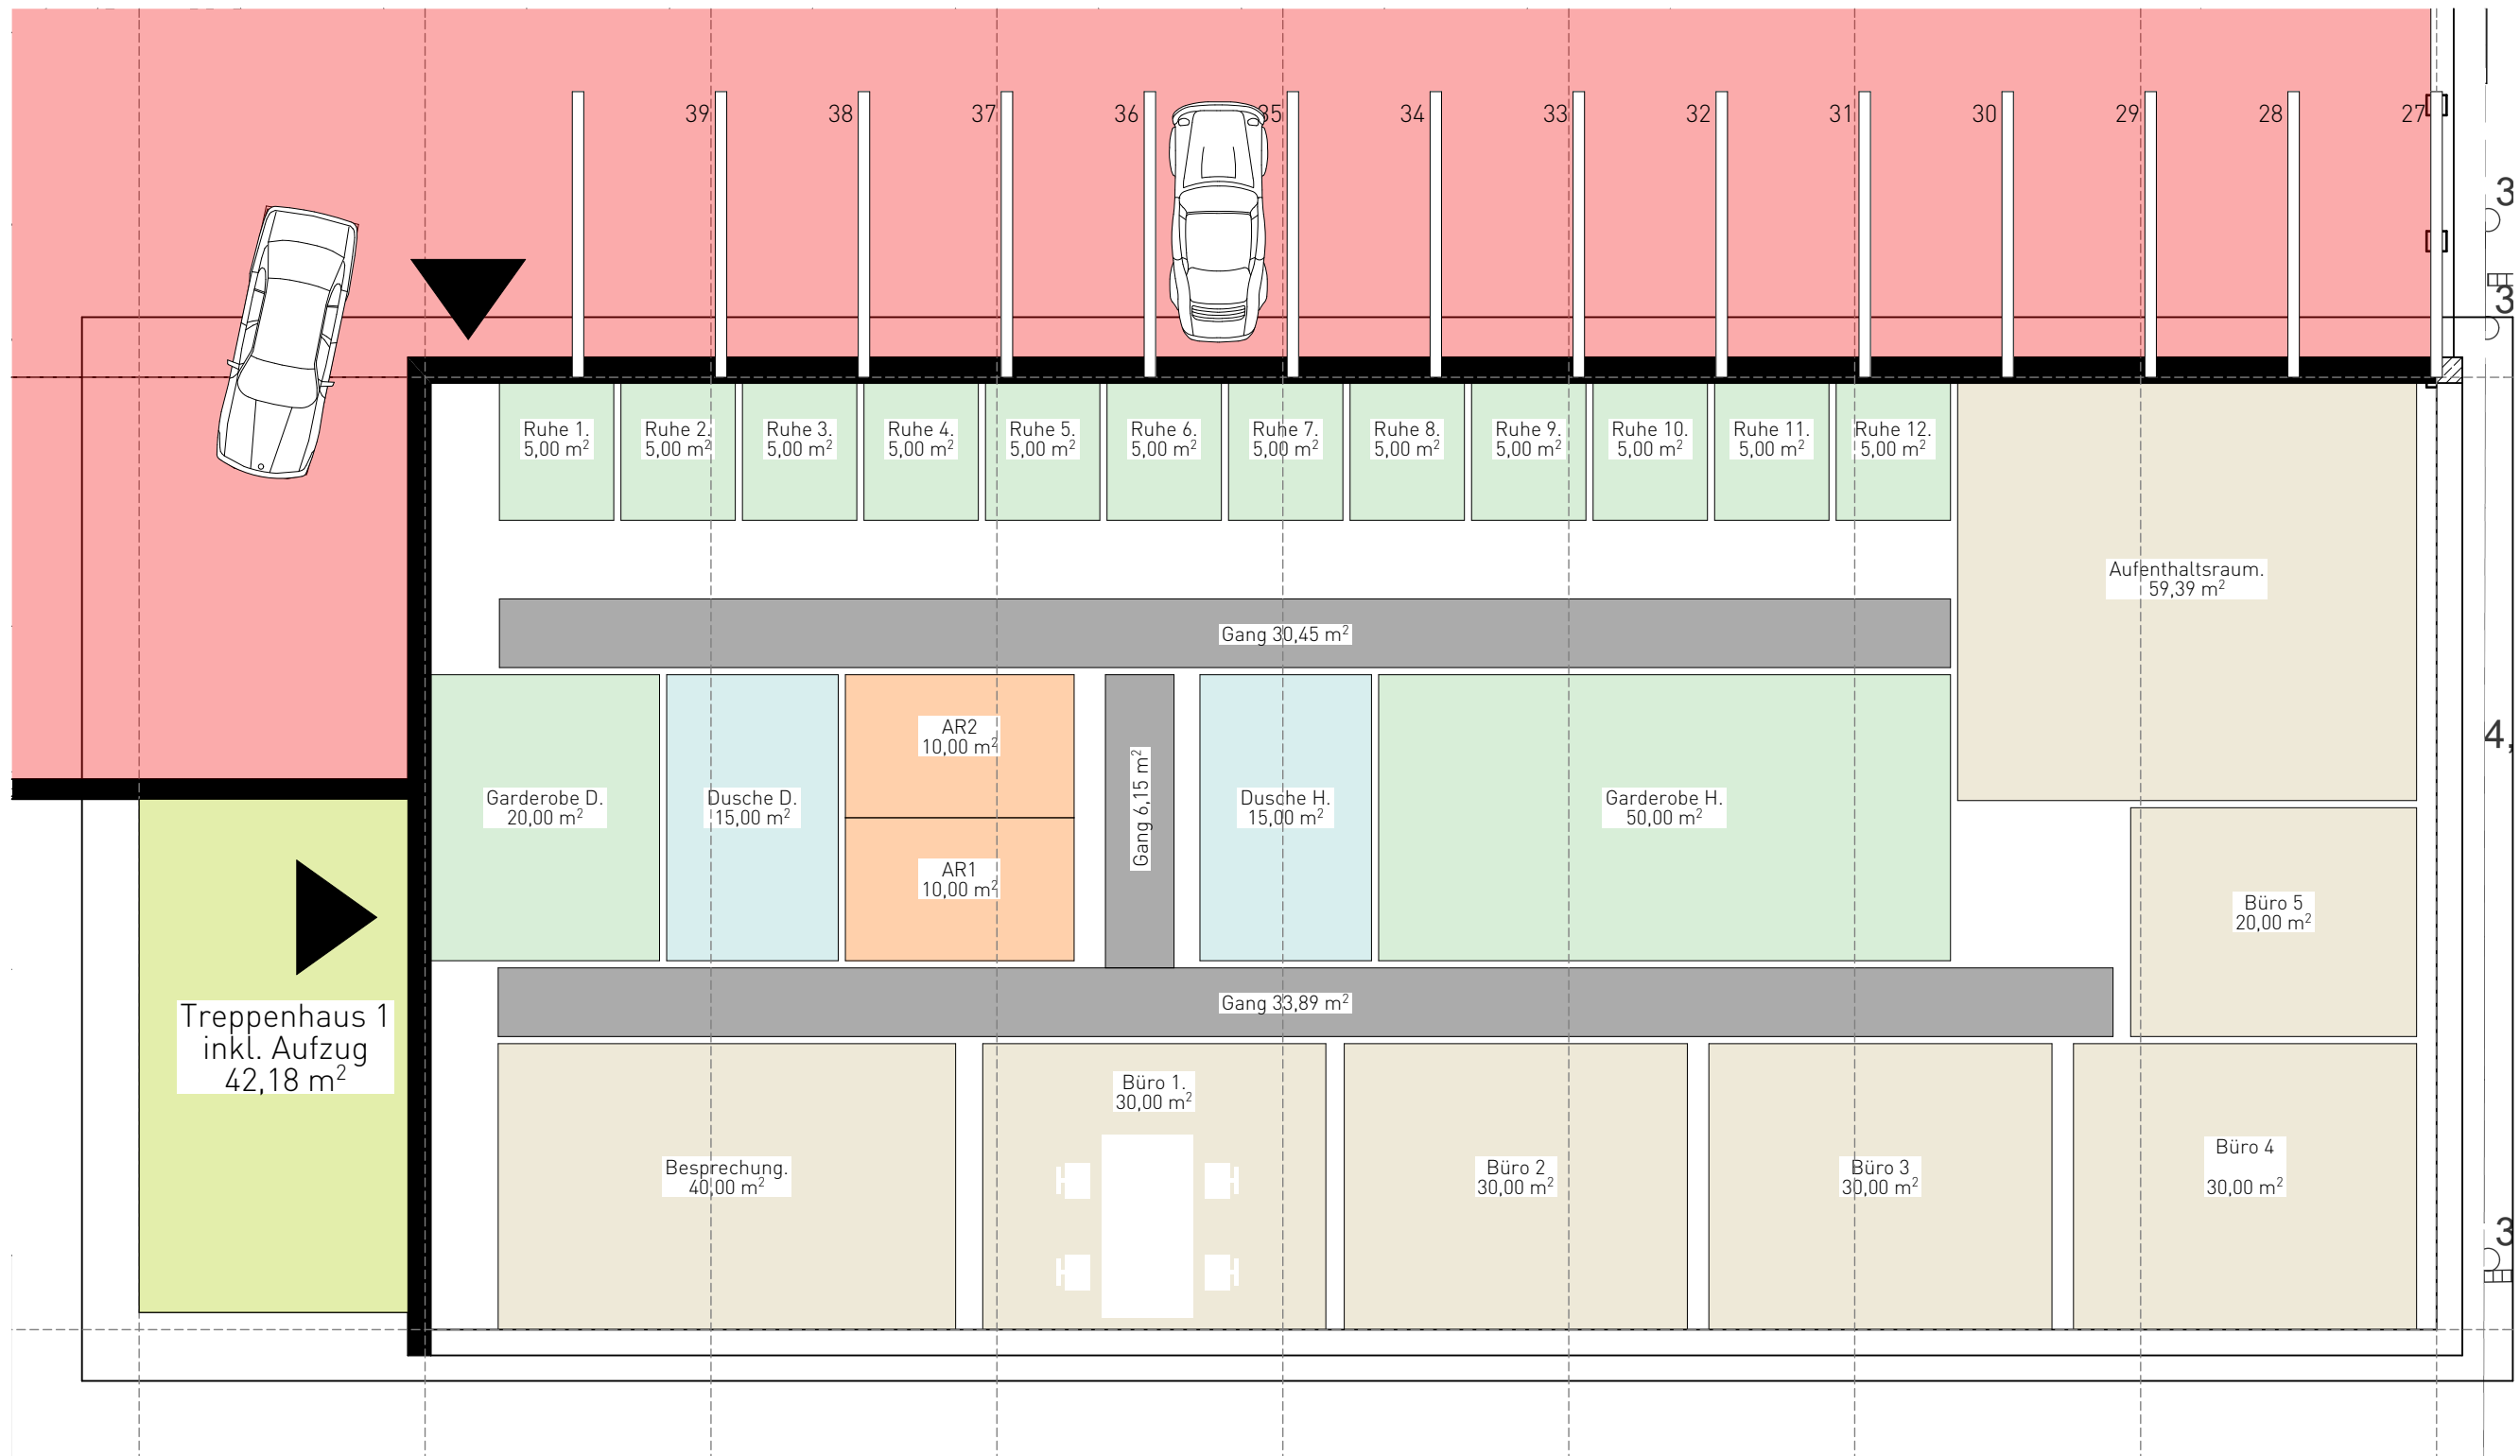 39
38
37
36
35
34
33
32
31
30
29
28
27
3
3
Ruhe 1.
5,00 m²
Ruhe 2.
5,00 m²
Ruhe 3.
5,00 m²
Ruhe 4.
5,00 m²
Ruhe 5.
5,00 m²
Ruhe 6.
5,00 m²
Ruhe 7.
5,00 m²
Ruhe 8.
5,00 m²
Ruhe 9.
5,00 m²
Ruhe 10.
5,00 m²
Ruhe 11.
5,00 m²
Ruhe 12.
5,00 m²
Aufenthaltsraum.
59,39 m²
Gang 30,45 m²
4,
Garderobe D.
20,00 m²
Dusche D.
15,00 m²
AR2
10,00 m²
AR1
10,00 m²
Gang 6,15 m²
Dusche H.
15,00 m²
Garderobe H.
50,00 m²
Büro 5
20,00 m²
Treppenhaus 1
inkl. Aufzug
42,18 m²
Gang 33,89 m²
Besprechung.
40,00 m²
Büro 1.
30,00 m²
Büro 2
30,00 m²
Büro 3
30,00 m²
Büro 4
30,00 m²
3